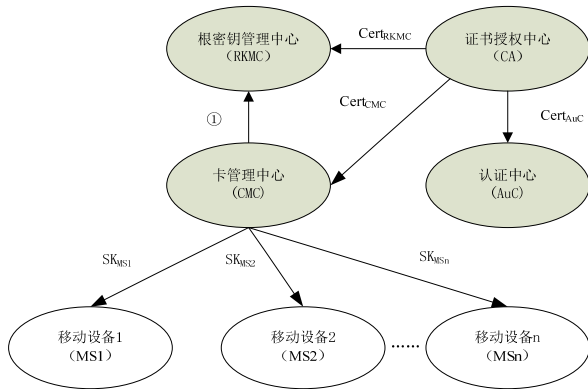 根密钥管理中心
（RKMC）
Cert_RKMC
证书授权中心
（CA）
①
Cert_CMC
Cert_AuC
卡管理中心
(CMC)
认证中心
(AuC)
SK_MS1
SK_MS2
SK_MSn
移动设备1
（MS1）
移动设备2
（MS2）
......
移动设备n
（MSn）